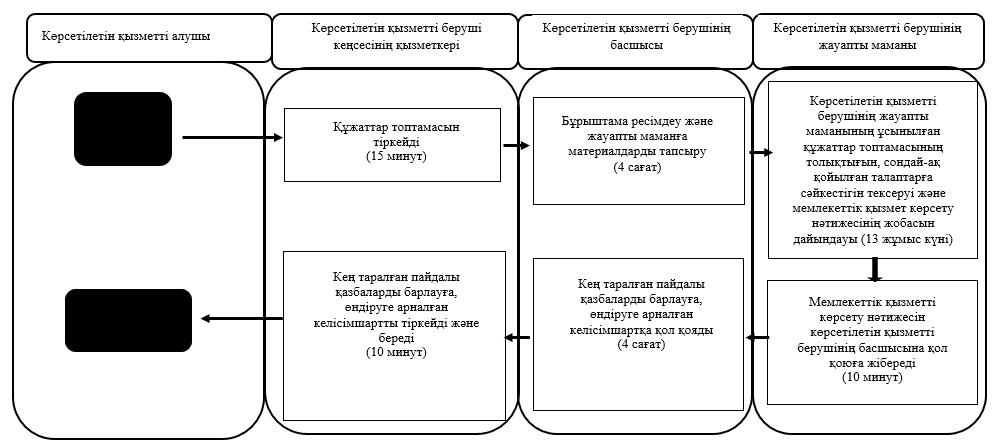 Көрсетілетін қызметті алушы
Көрсетілетін қызметті беруші
кеңсесінің қызметкері
Көрсетілетін қызметті берушінің
басшысы
Көрсетілетін қызметті берушінің
жауапты маманы
Құжаттар топтамасын
тіркейді
(15 минут)
Бұрыштама ресімдеу және
жауапты маманға
материалдарды тапсыру
(4 сағат)
Көрсетілетін қызметті
берушінің жауапты
маманының ұсынылған
құжаттар топтамасының
толықтығын, сондай-ақ
қойылған талаптарға
сәйкестігін тексеруі және
мемлекеттік қызмет көрсету
нәтижесінің жобасын
дайындауы (13 жұмыс күні)
Мемлекеттік қызметті
көрсету нәтижесін
көрсетілетін қызметті
берушінің басшысына қол
қоюға жібереді
(10 минут)
Кең таралған пайдалы
қазбаларды барлауға,
өндіруге арналған
келісімшартқа қол қояды
(4 сағат)
Кең таралған пайдалы
қазбаларды барлауға,
өндіруге арналған
келісімшартты тіркейді және
береді
(10 минут)